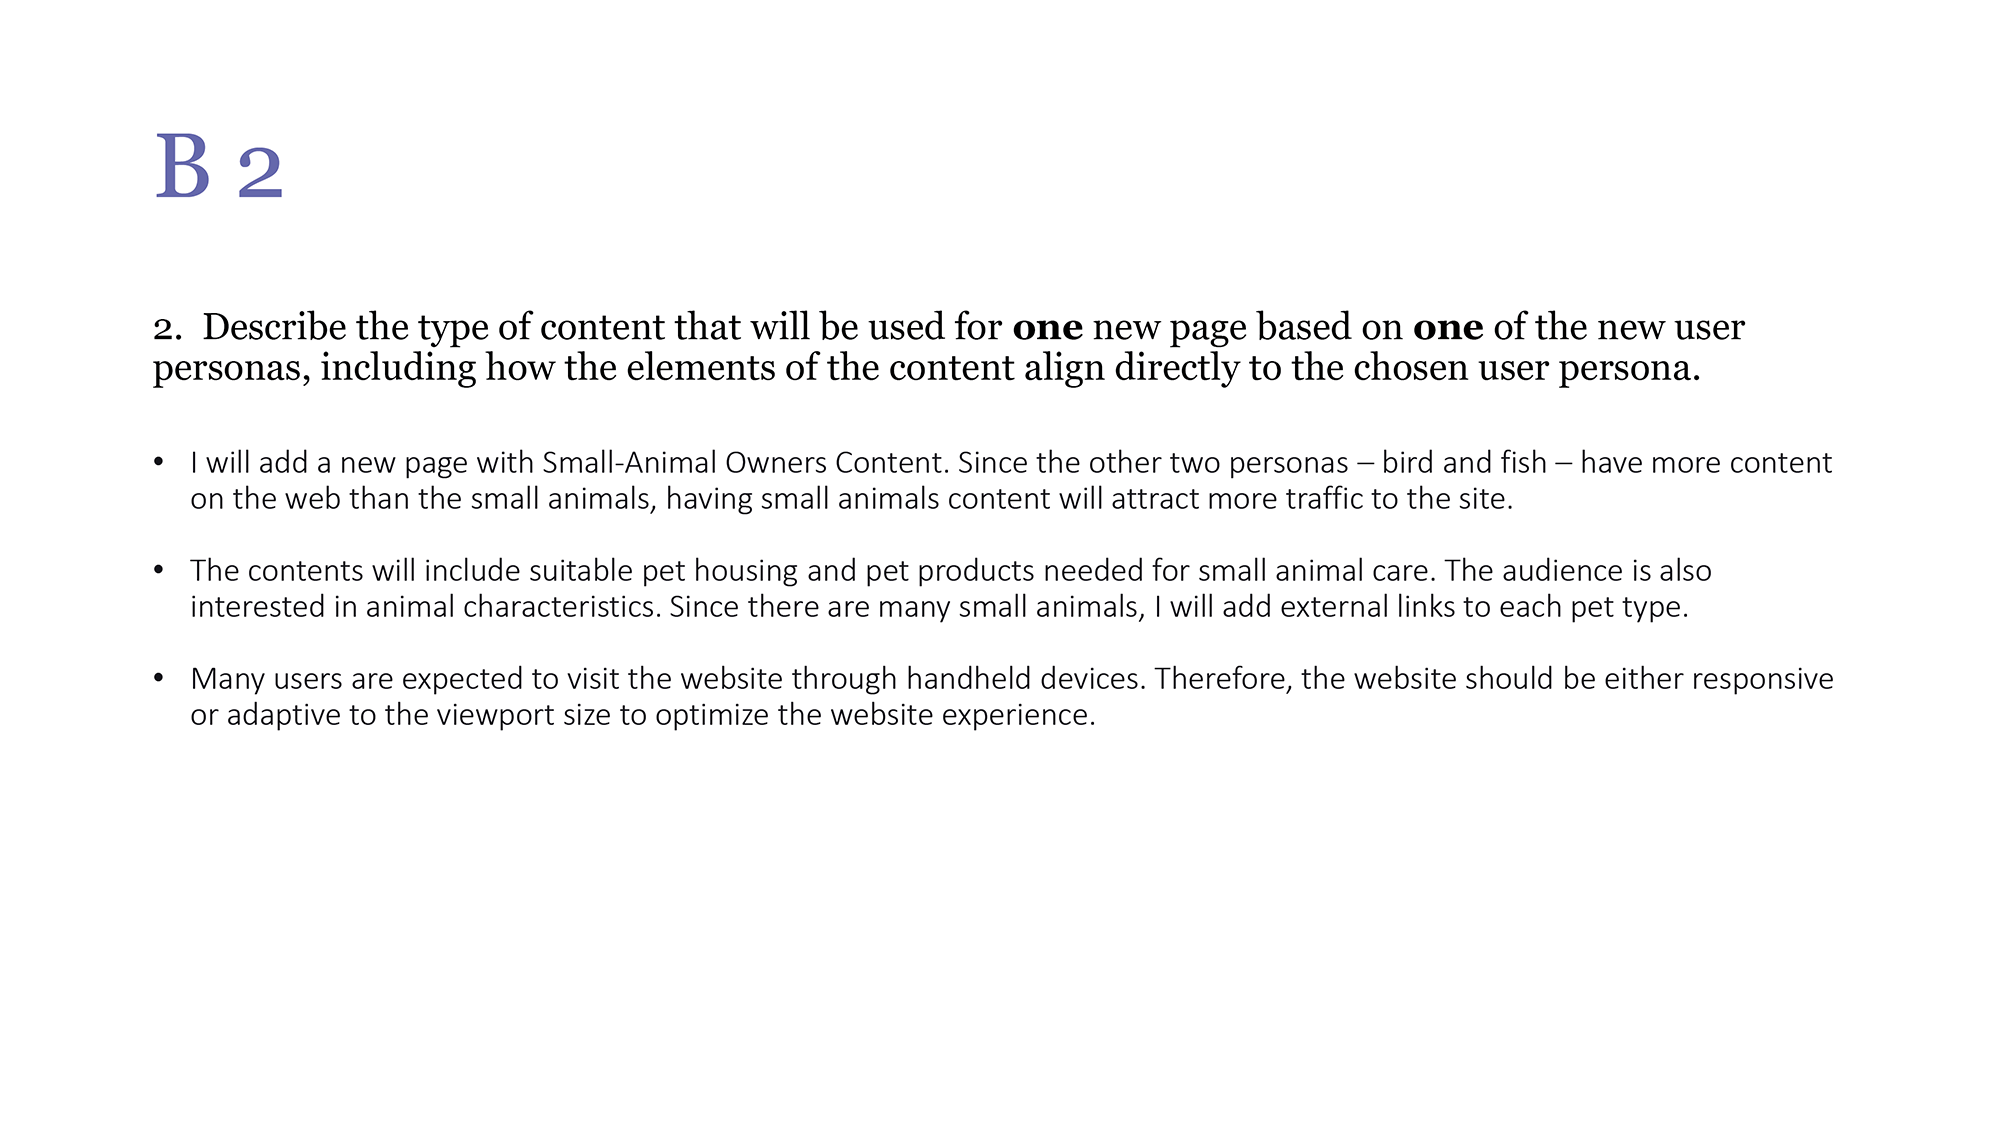 B 2
2. Describe the type of content that will be used for one new page based on one of the new user
personas, including how the elements of the content align directly to the chosen user persona.
• I will add a new page with Small-Animal Owners Content. Since the other two personas – bird and fish – have more content
on the web than the small animals, having small animals content will attract more traffic to the site.
• The contents will include suitable pet housing and pet products needed for small animal care. The audience is also
interested in animal characteristics. Since there are many small animals, I will add external links to each pet type.
• Many users are expected to visit the website through handheld devices. Therefore, the website should be either responsive
or adaptive to the viewport size to optimize the website experience.